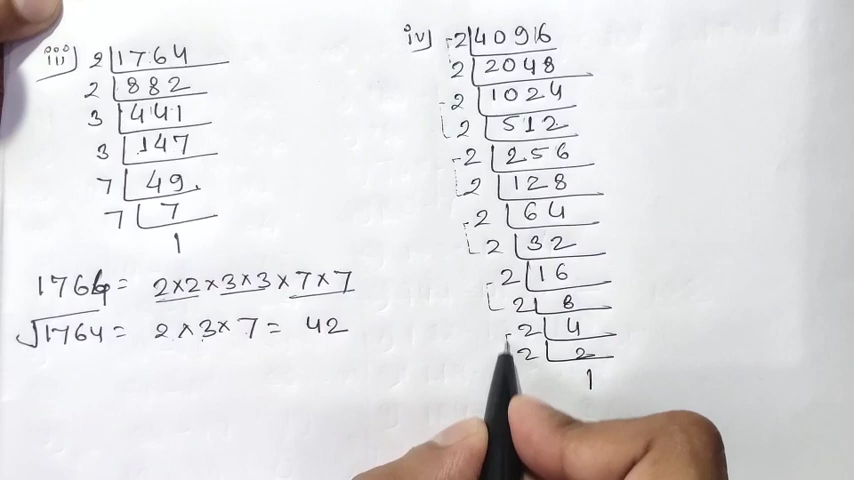 iii) 2 | 1764
2 | 882
3 | 441
3 | 147
7 | 49
7 | 7
1
1764 = 2×2×3×3×7×7
√1764 = 2×3×7 = 42
iv) 2 | 4096
2 | 2048
2 | 1024
2 | 512
2 | 256
2 | 128
2 | 64
2 | 32
2 | 16
2 | 8
2 | 4
2 | 2
1